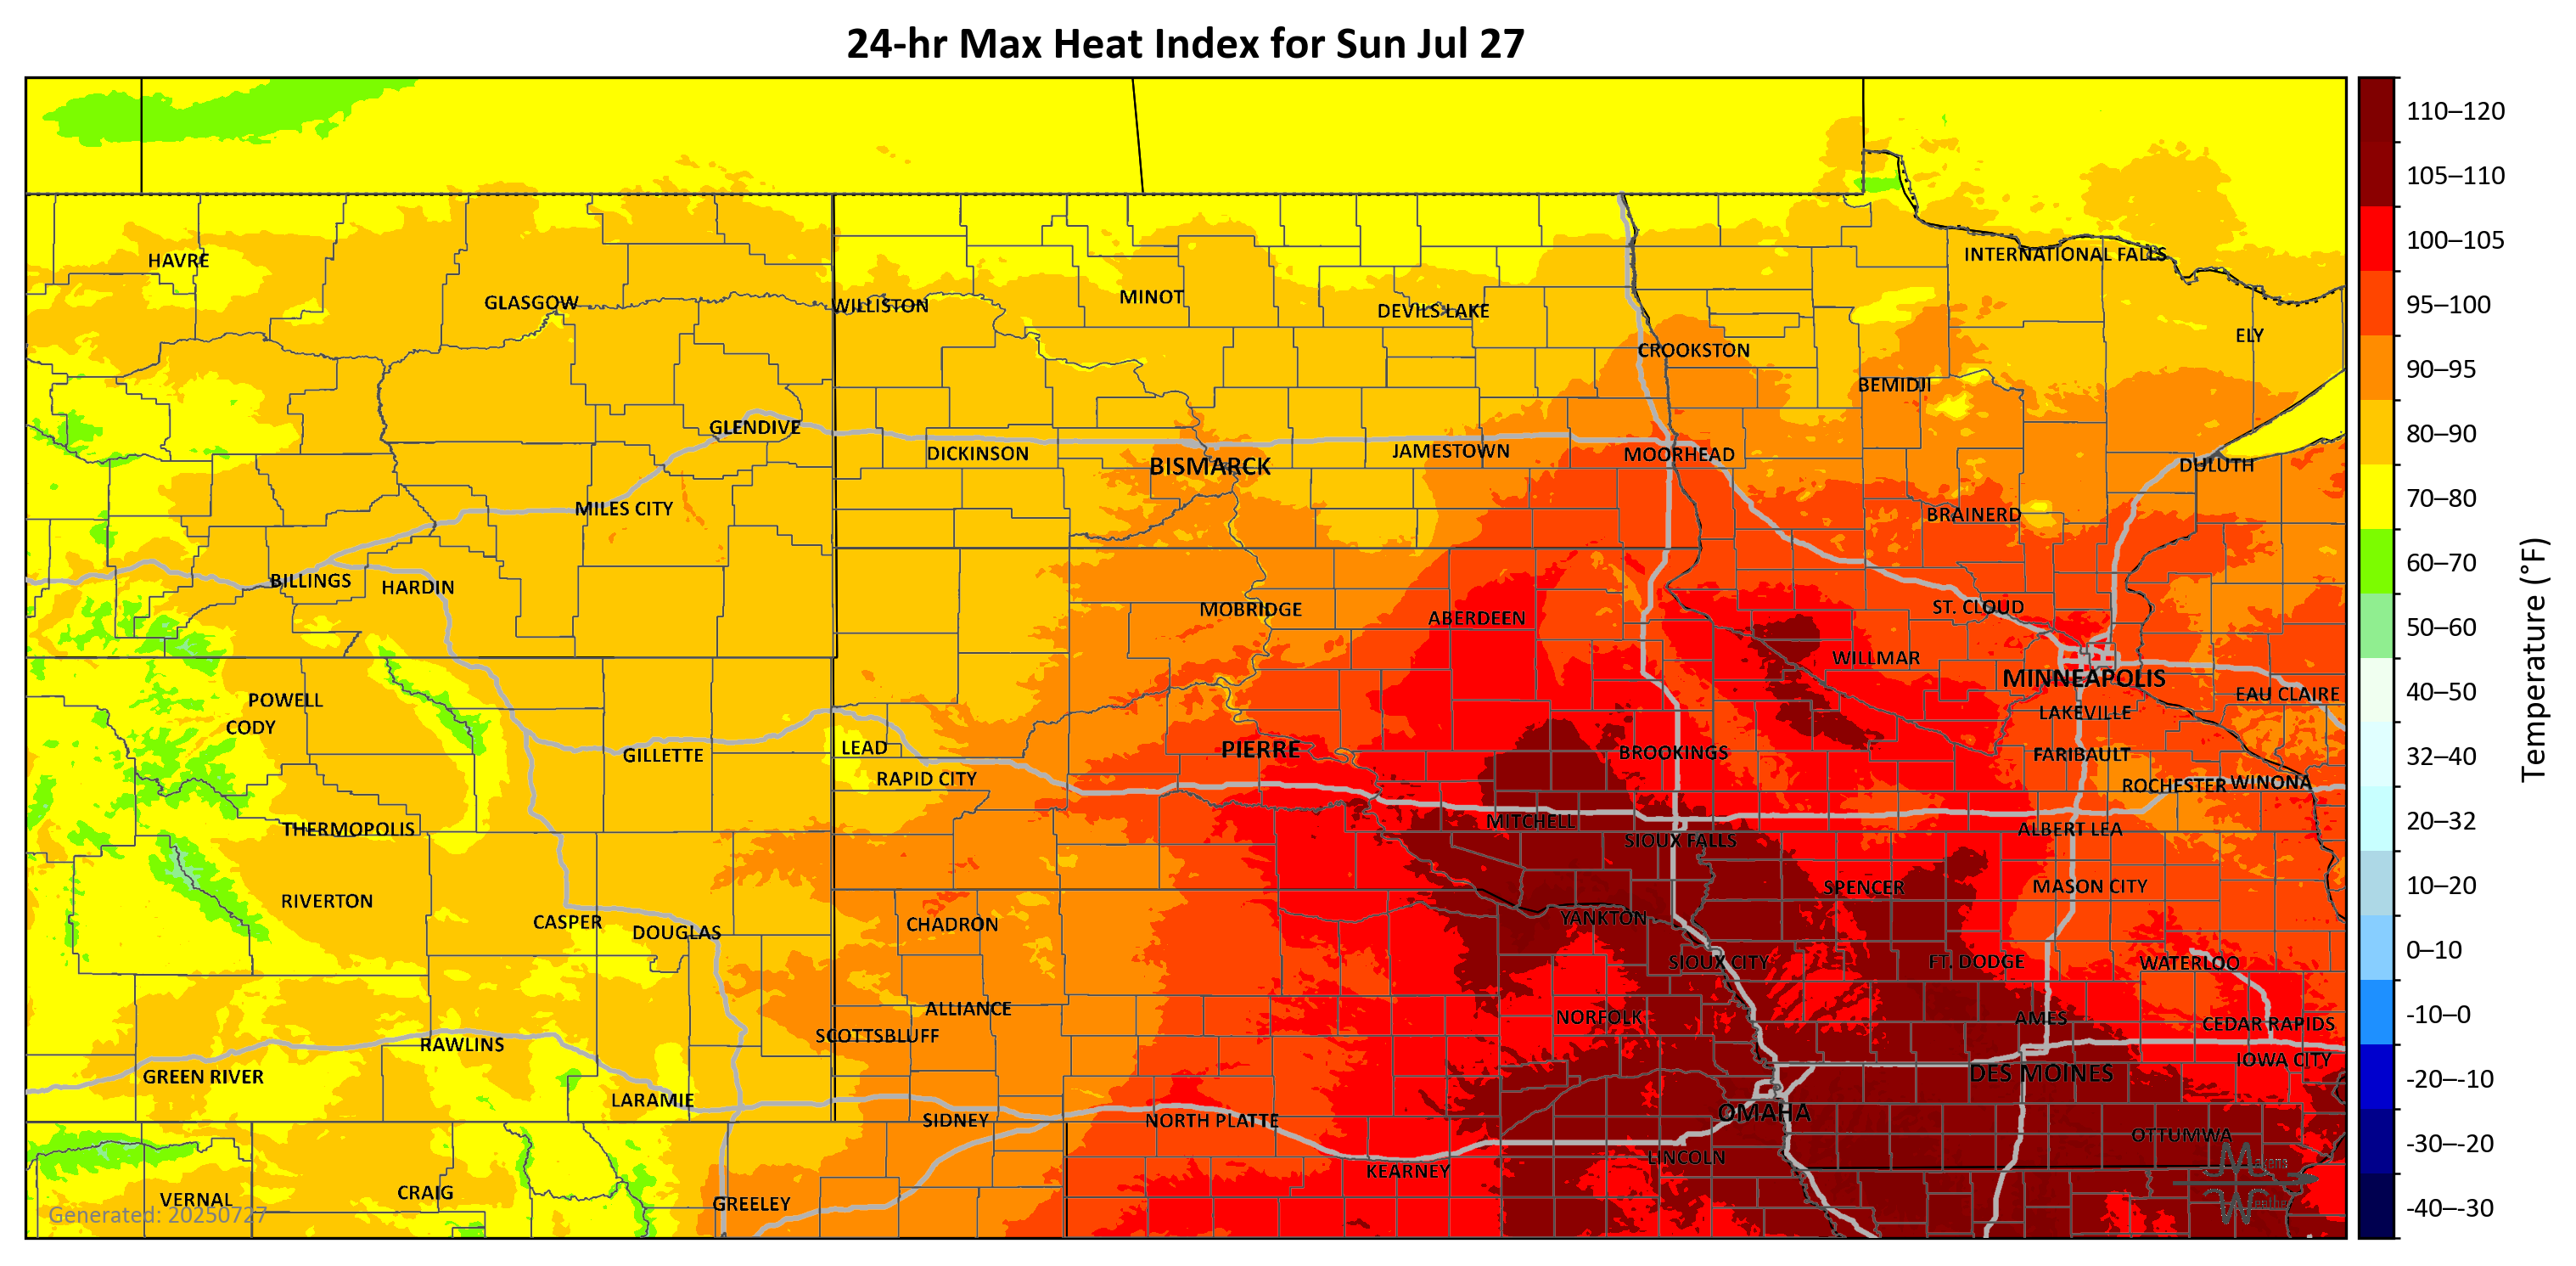 24-hr Max Heat Index for Sun Jul 27
110–120
105–110
100–105
95–100
90–95
80–90
70–80
60–70
50–60
40–50
32–40
20–32
10–20
0–10
-10–0
-20–-10
-30–-20
-40–-30
Temperature (°F)
HAVRE
INTERNATIONAL FALLS
GLASGOW
WILLISTON
MINOT
DEVILS LAKE
ELY
CROOKSTON
BEMIDJI
GLENDIVE
DICKINSON
BISMARCK
JAMESTOWN
MOORHEAD
DULUTH
MILES CITY
BRAINERD
BILLINGS
HARDIN
MOBRIDGE
ABERDEEN
ST. CLOUD
WILLMAR
MINNEAPOLIS
EAU CLAIRE
POWELL
CODY
LAKEVILLE
GILLETTE
LEAD
PIERRE
BROOKINGS
FARIBAULT
RAPID CITY
ROCHESTER
WINONA
THERMOPOLIS
MITCHELL
SIOUX FALLS
ALBERT LEA
RIVERTON
SPENCER
MASON CITY
CASPER
DOUGLAS
CHADRON
YANKTON
SIOUX CITY
FT. DODGE
WATERLOO
ALLIANCE
NORFOLK
AMES
CEDAR RAPIDS
SCOTTSBLUFF
RAWLINS
IOWA CITY
GREEN RIVER
DES MOINES
LARAMIE
SIDNEY
NORTH PLATTE
OMAHA
OTTUMWA
LINCOLN
KEARNEY
VERNAL
CRAIG
GREELEY
Makens
Weather
Generated: 20250727